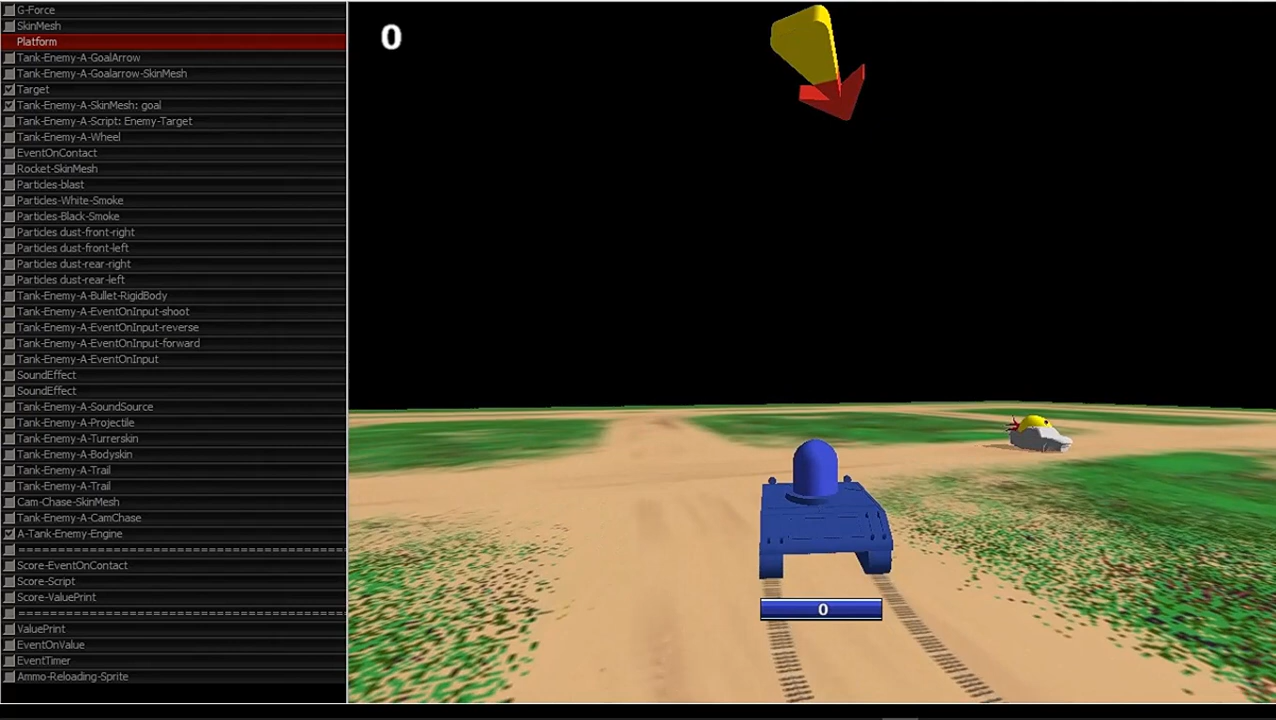 G-Force
SkinMesh
Platform
Tank-Enemy-A-GoalArrow
Tank-Enemy-A-Goalarrow-SkinMesh
Target
Tank-Enemy-A-SkinMesh: goal
Tank-Enemy-A-Script: Enemy-Target
Tank-Enemy-A-Wheel
EventOnContact
Rocket-SkinMesh
Particles-blast
Particles-White-Smoke
Particles-Black-Smoke
Particles dust-front-right
Particles dust-front-left
Particles dust-rear-right
Particles dust-rear-left
Tank-Enemy-A-Bullet-RigidBody
Tank-Enemy-A-EventOnInput-shoot
Tank-Enemy-A-EventOnInput-reverse
Tank-Enemy-A-EventOnInput-forward
Tank-Enemy-A-EventOnInput
SoundEffect
SoundEffect
Tank-Enemy-A-SoundSource
Tank-Enemy-A-Projectile
Tank-Enemy-A-Turrerskin
Tank-Enemy-A-Bodyskin
Tank-Enemy-A-Trail
Tank-Enemy-A-Trail
Cam-Chase-SkinMesh
Tank-Enemy-A-CamChase
A-Tank-Enemy-Engine
=========================================
Score-EventOnContact
Score-Script
Score-ValuePrint
=========================================
ValuePrint
EventOnValue
EventTimer
Ammo-Reloading-Sprite
0
0